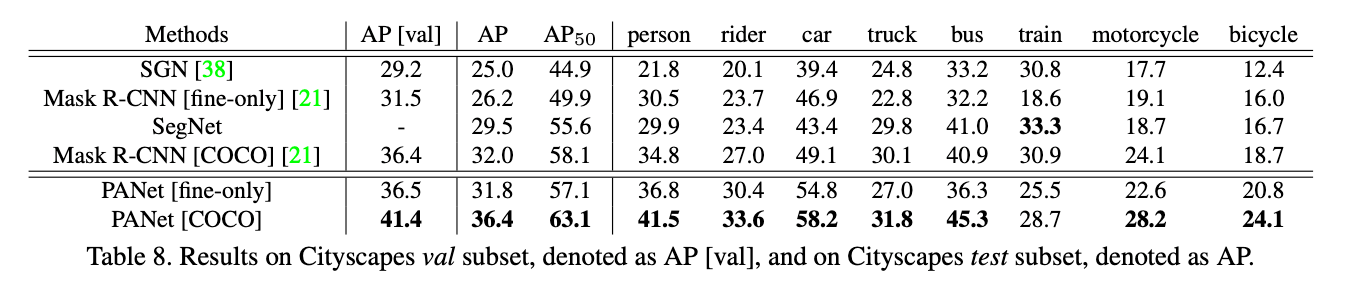 Methods AP [val] AP AP50 person rider car truck bus train motorcycle bicycle
SGN [38] 29.2 25.0 44.9 21.8 20.1 39.4 24.8 33.2 30.8 17.7 12.4
Mask R-CNN [fine-only] [21] 31.5 26.2 49.9 30.5 23.7 46.9 22.8 32.2 18.6 19.1 16.0
SegNet - 29.5 55.6 29.9 23.4 43.4 29.8 41.0 33.3 18.7 16.7
Mask R-CNN [COCO] [21] 36.4 32.0 58.1 34.8 27.0 49.1 30.1 40.9 30.9 24.1 18.7
PANet [fine-only] 36.5 31.8 57.1 36.8 30.4 54.8 27.0 36.3 25.5 22.6 20.8
PANet [COCO] 41.4 36.4 63.1 41.5 33.6 58.2 31.8 45.3 28.7 28.2 24.1
Table 8. Results on Cityscapes val subset, denoted as AP [val], and on Cityscapes test subset, denoted as AP.